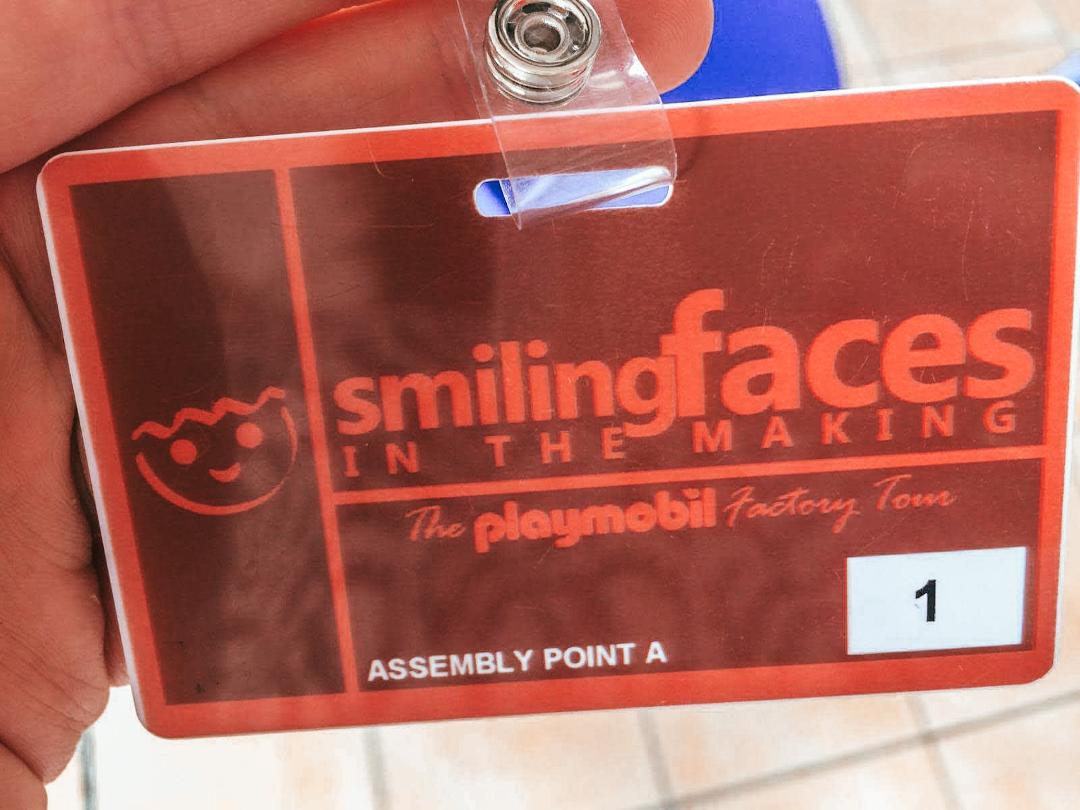 smilingfaces
IN THE MAKING
The playmobil Factory Tour
1
ASSEMBLY POINT A